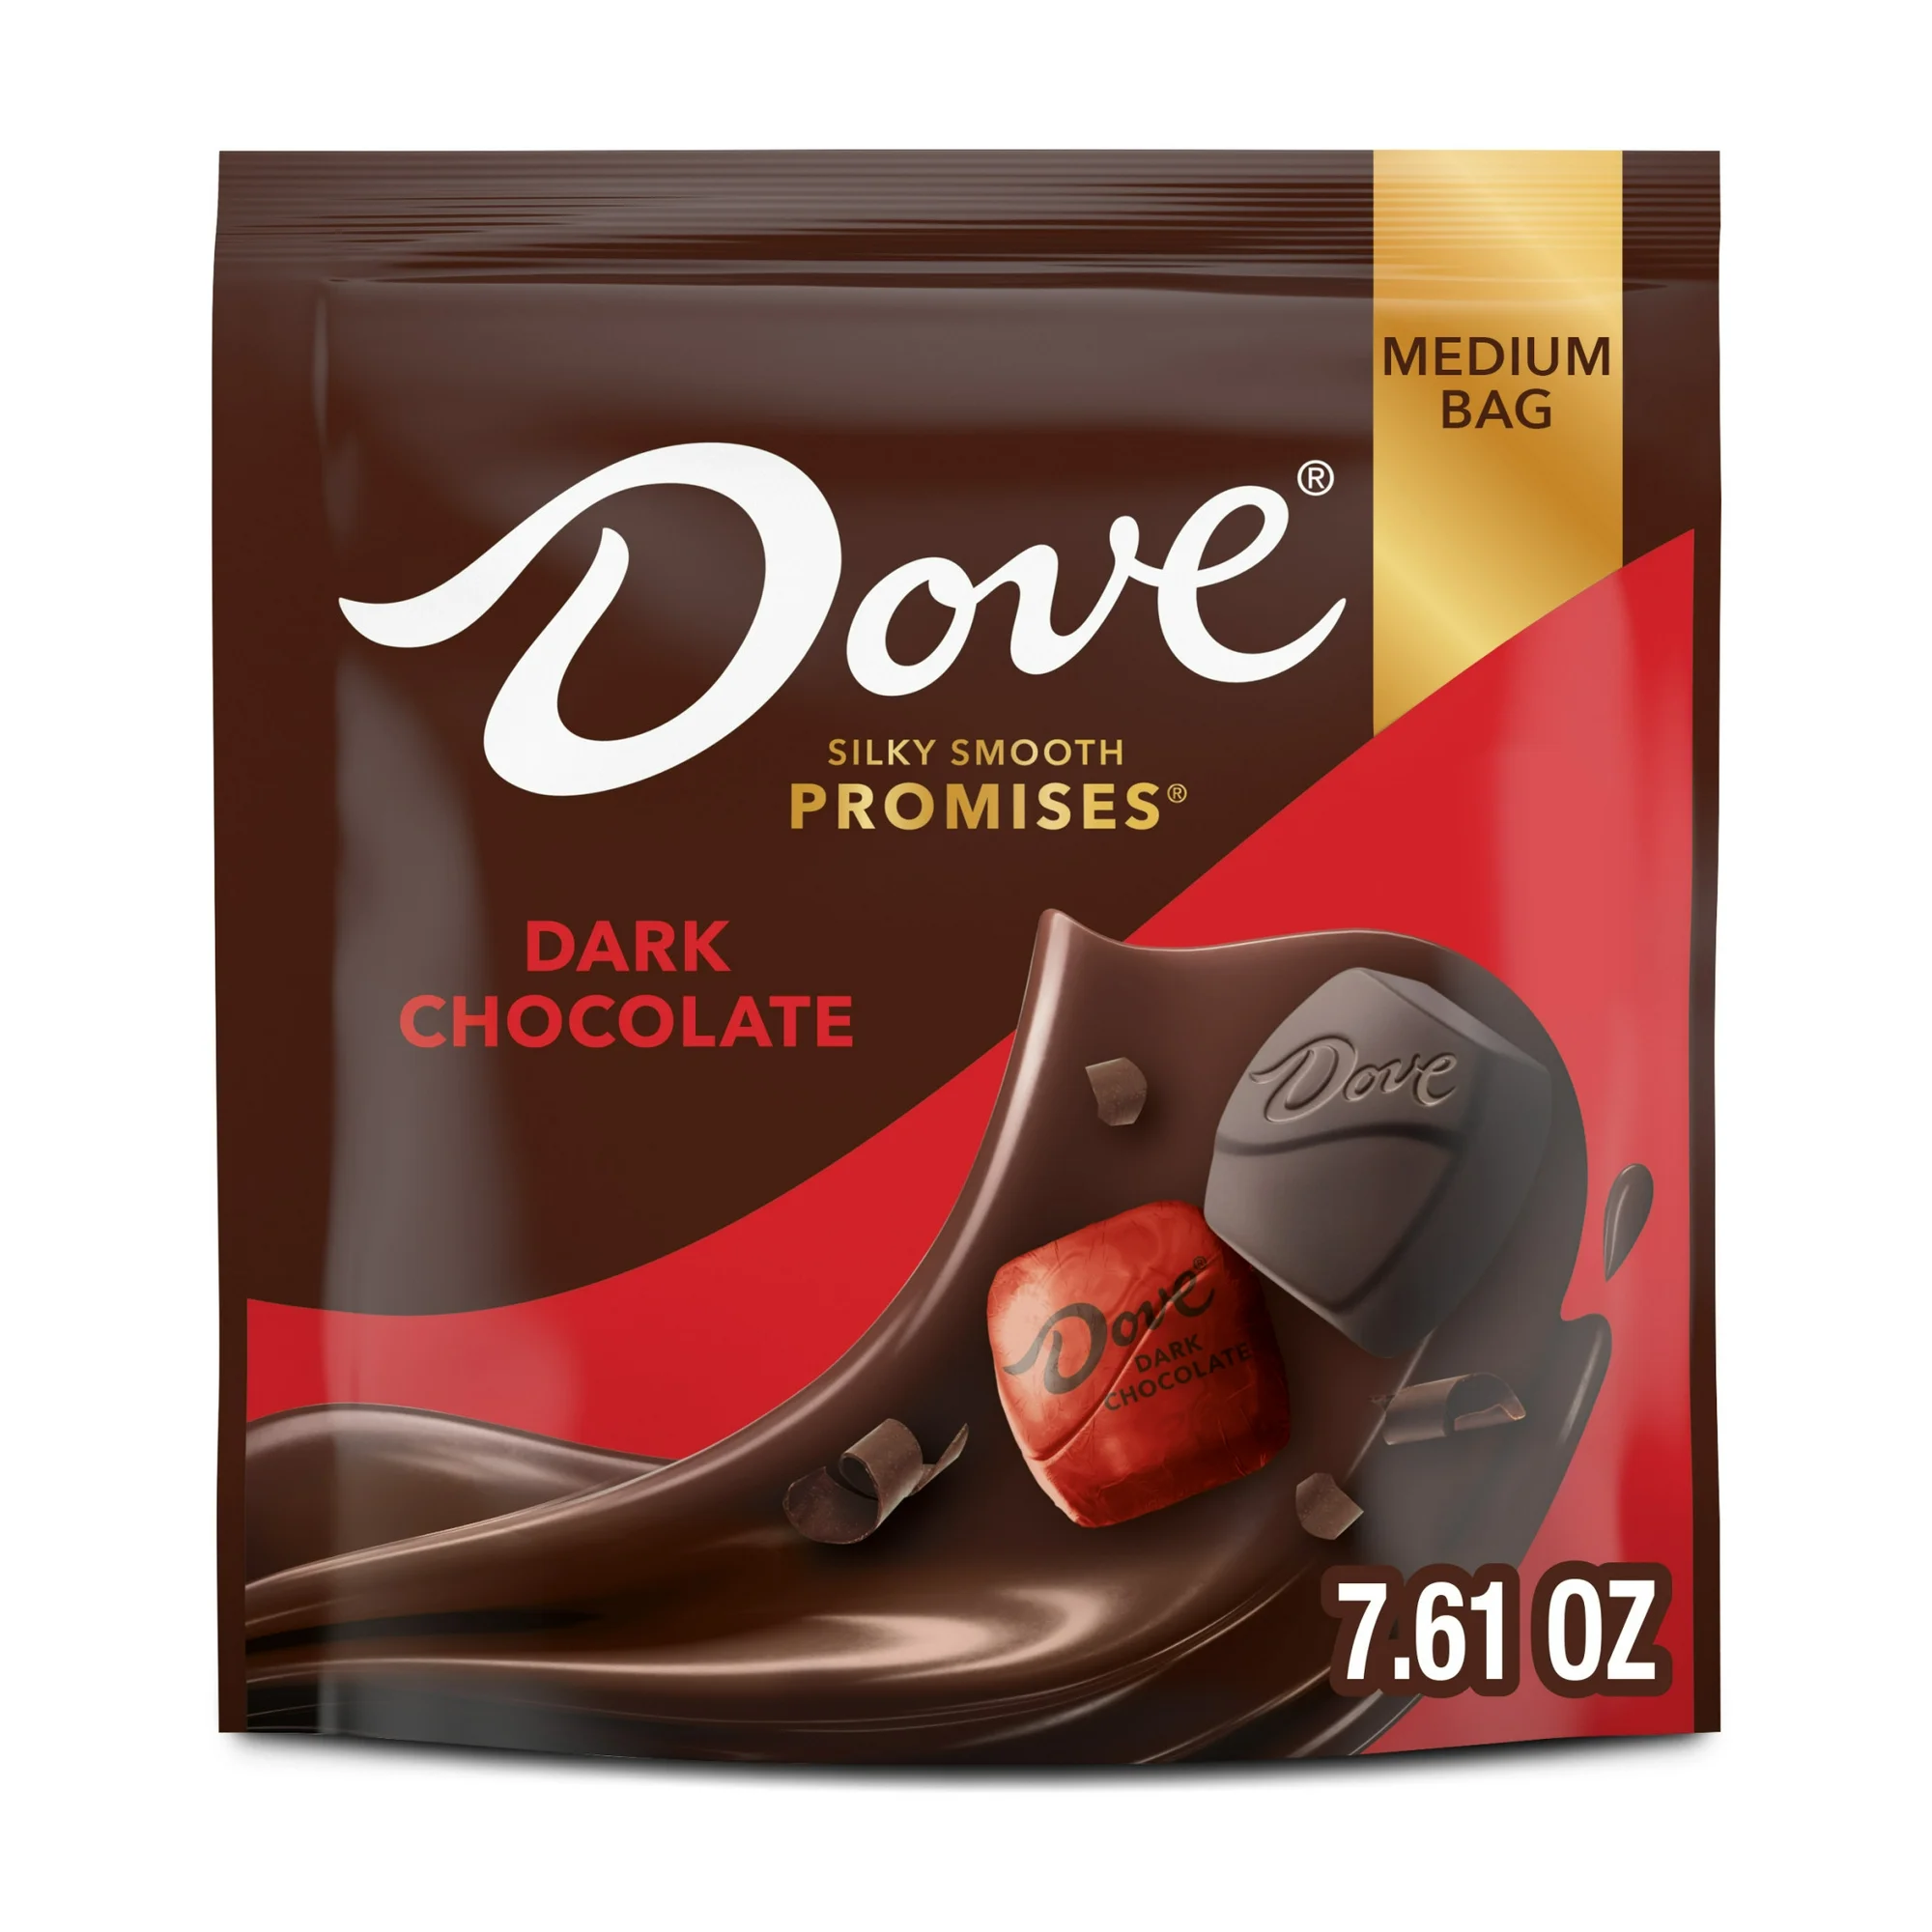 MEDIUM
BAG
Dove®
SILKY SMOOTH
PROMISES®
DARK
CHOCOLATE
Dove
Dove®
DARK
CHOCOLATE
7.61 OZ